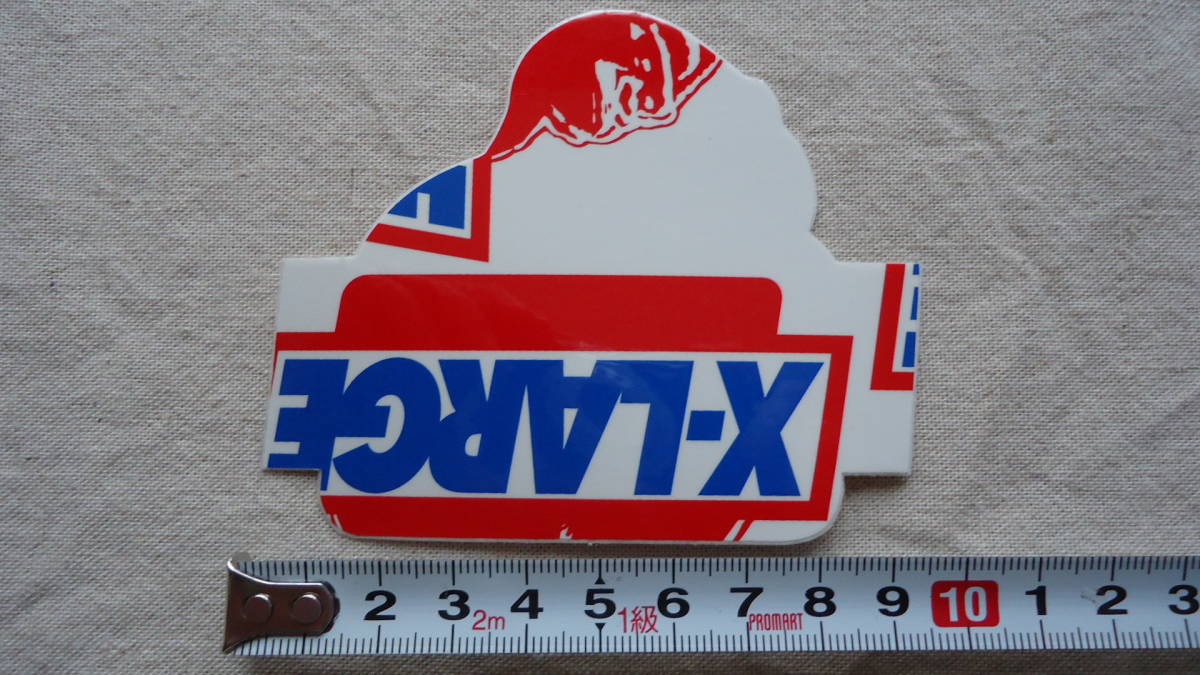 X-LARGE
2 3 4 5 6 7 8 9 10 1 2 3
2m 1級 PROMART